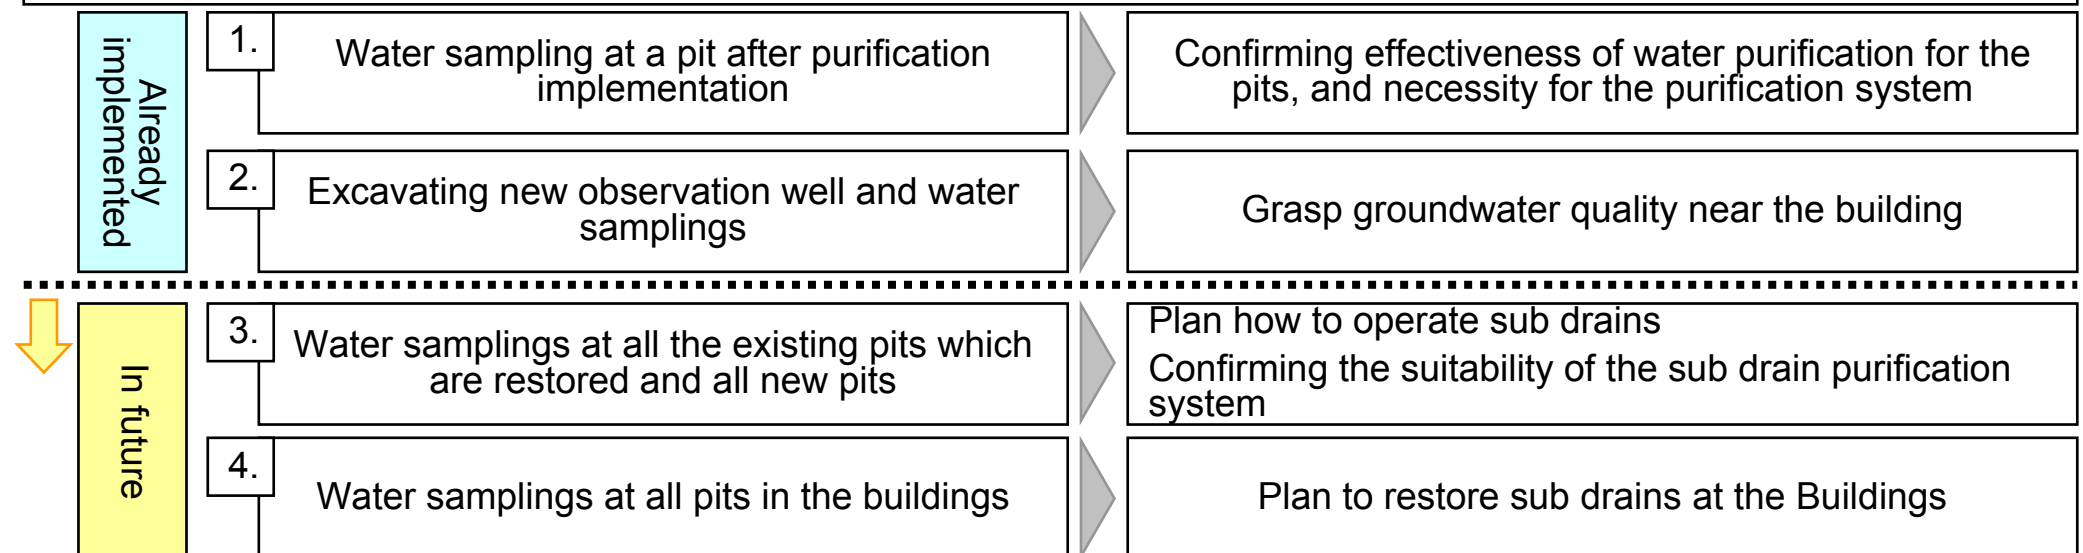 Already
implemented
1.
Water sampling at a pit after purification
implementation
Confirming effectiveness of water purification for the
pits, and necessity for the purification system
2.
Excavating new observation well and water
samplings
Grasp groundwater quality near the building
In future
3.
Water samplings at all the existing pits which
are restored and all new pits
Plan how to operate sub drains
Confirming the suitability of the sub drain purification
system
4.
Water samplings at all pits in the buildings
Plan to restore sub drains at the Buildings